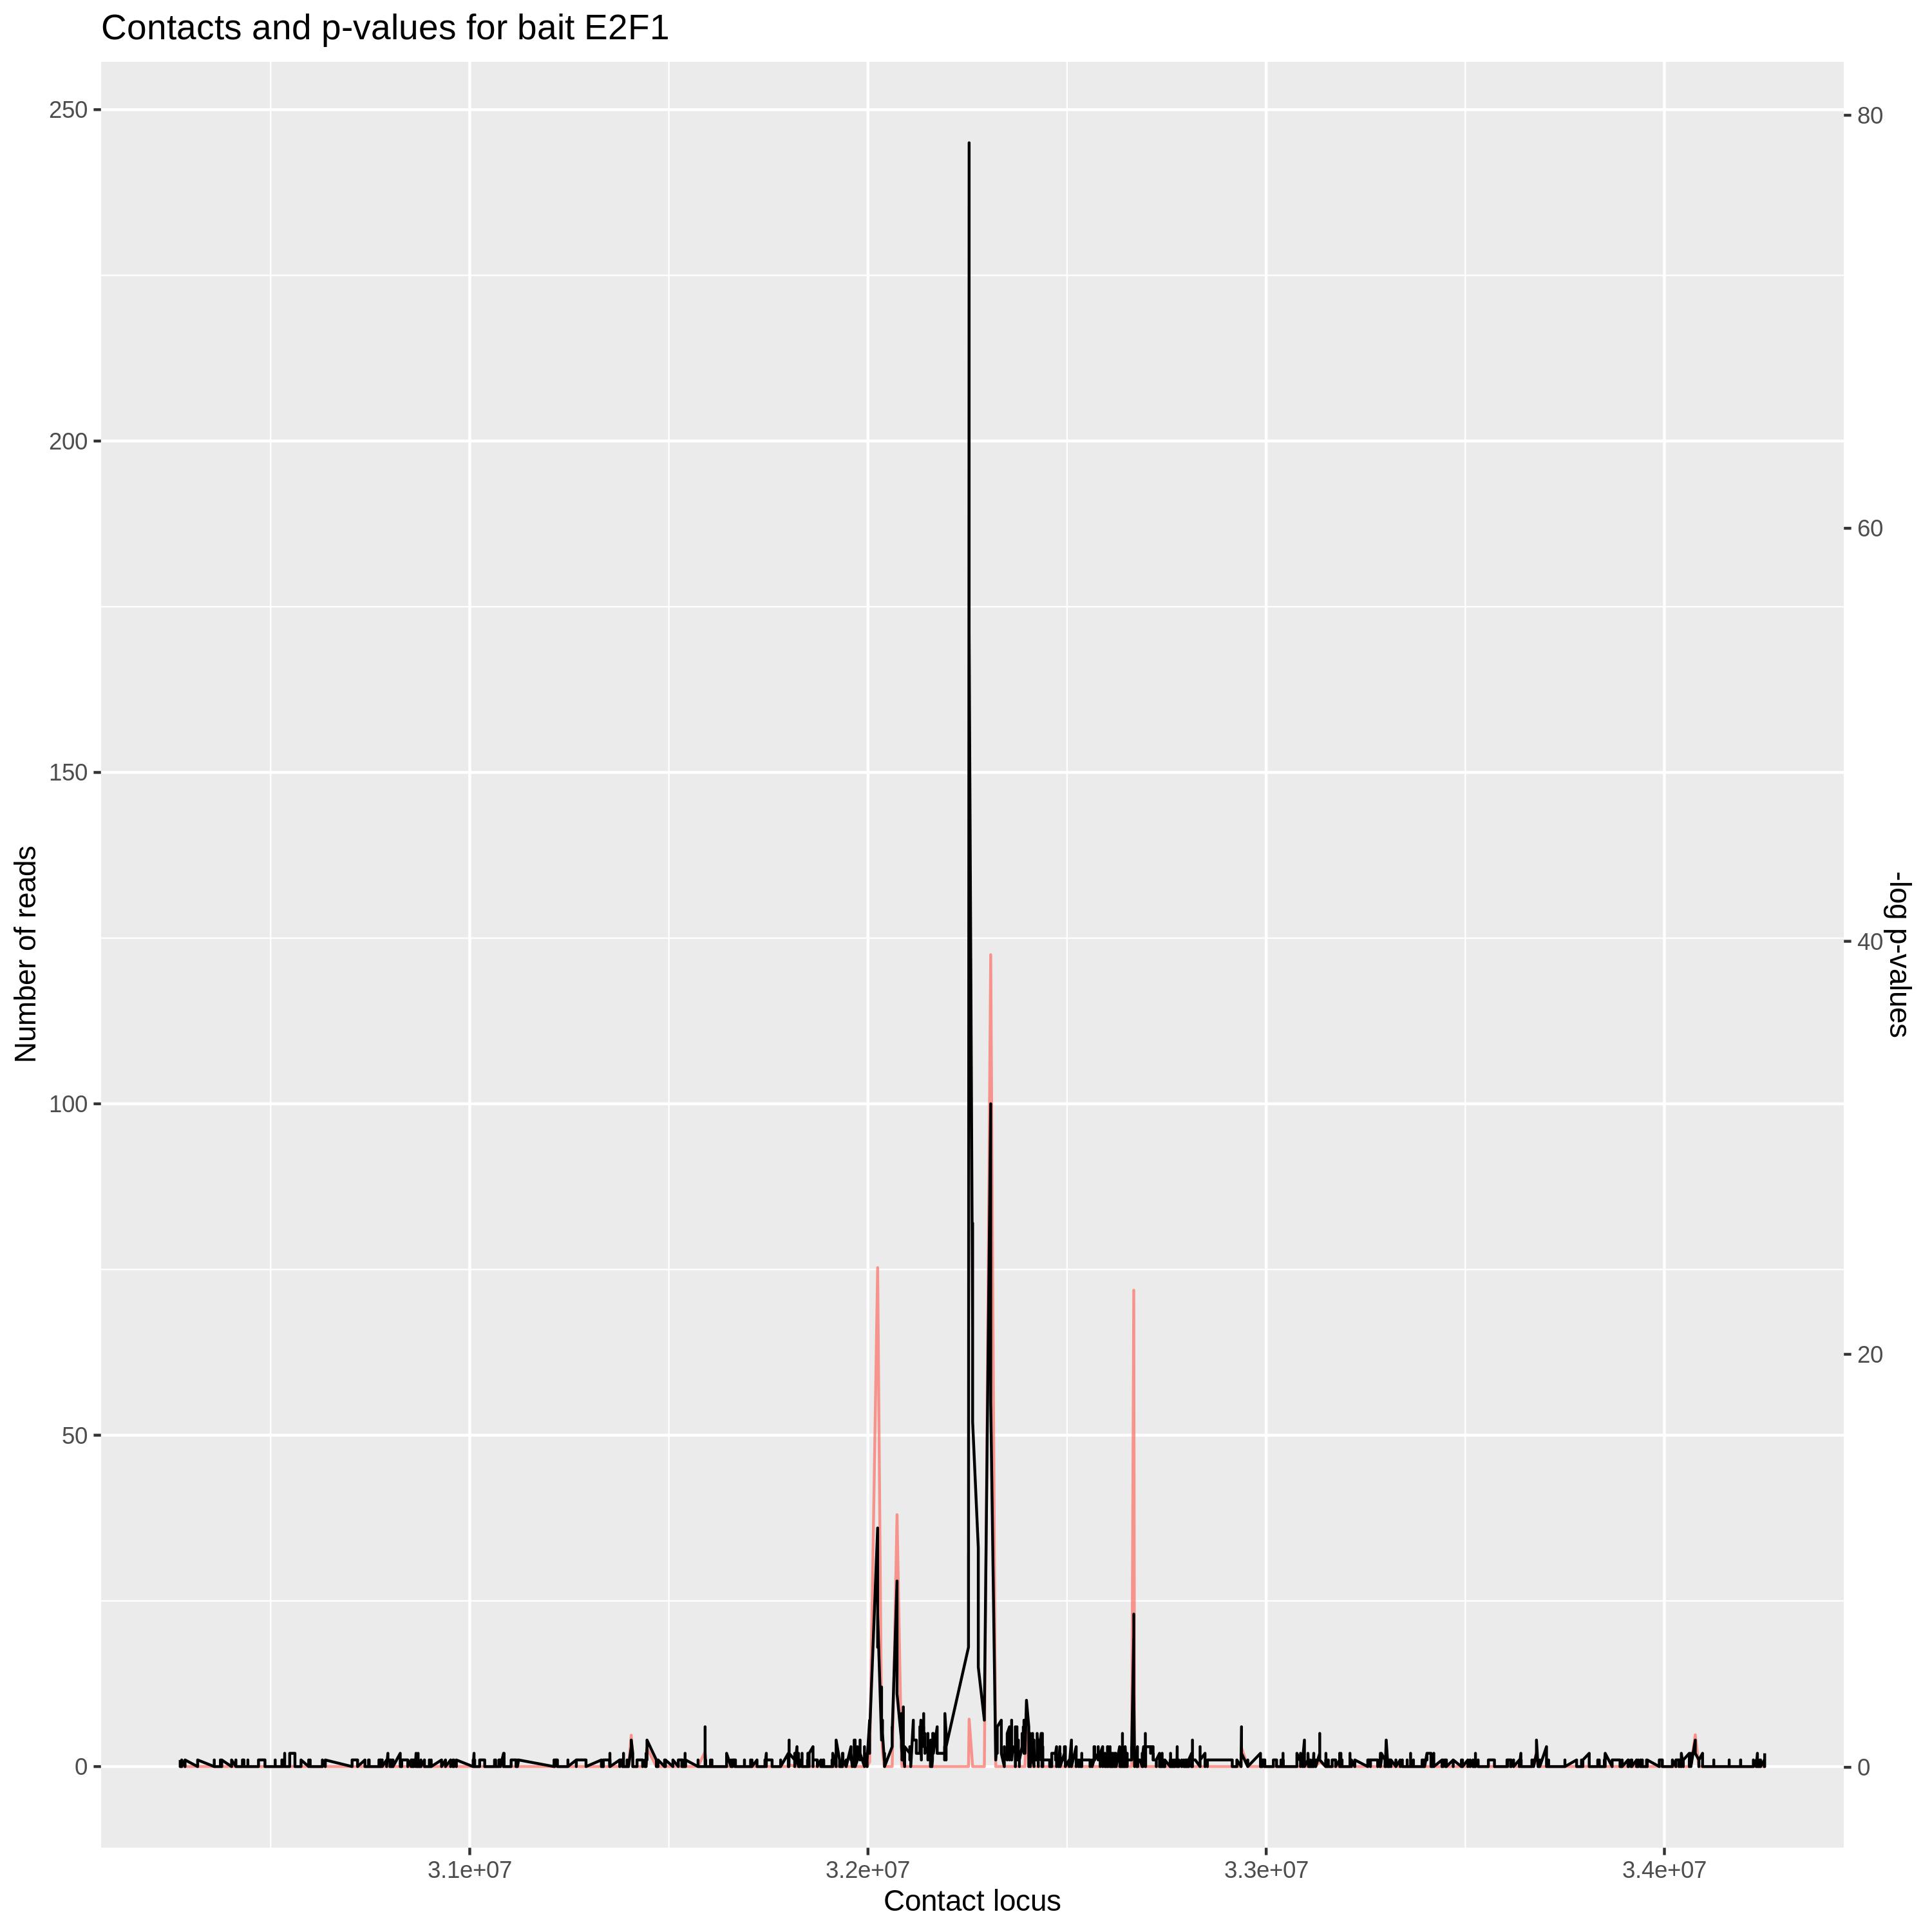 Contacts and p-values for bait E2F1
250
200
150
100
50
0
Number of reads
80
60
40
20
0
-log p-values
3.1e+07
3.2e+07
3.3e+07
3.4e+07
Contact locus